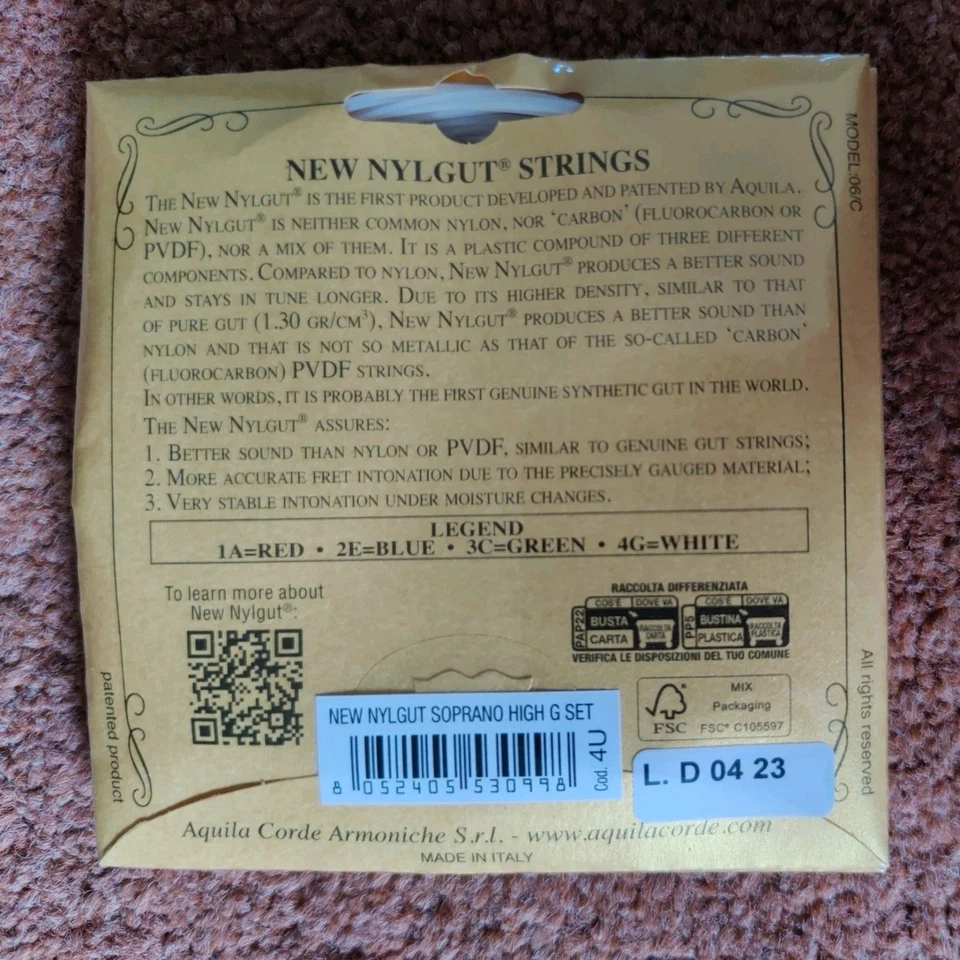 NEW NYLGUT® STRINGS
THE NEW NYLGUT® IS THE FIRST PRODUCT DEVELOPED AND PATENTED BY AQUILA.
NEW NYLGUT® IS NEITHER COMMON NYLON, NOR 'CARBON' (FLUOROCARBON OR
PVDF), NOR A MIX OF THEM. IT IS A PLASTIC COMPOUND OF THREE DIFFERENT
COMPONENTS. COMPARED TO NYLON, NEW NYLGUT® PRODUCES A BETTER SOUND
AND STAYS IN TUNE LONGER. DUE TO ITS HIGHER DENSITY, SIMILAR TO THAT
OF PURE GUT (1.30 GR/CM³), NEW NYLGUT® PRODUCES A BETTER SOUND THAN
NYLON AND THAT IS NOT SO METALLIC AS THAT OF THE SO-CALLED 'CARBON'
(FLUOROCARBON) PVDF STRINGS.
IN OTHER WORDS, IT IS PROBABLY THE FIRST GENUINE SYNTHETIC GUT IN THE WORLD.
THE NEW NYLGUT® ASSURES:
1. BETTER SOUND THAN NYLON OR PVDF, SIMILAR TO GENUINE GUT STRINGS;
2. MORE ACCURATE FRET INTONATION DUE TO THE PRECISELY GAUGED MATERIAL;
3. VERY STABLE INTONATION UNDER MOISTURE CHANGES.
LEGEND
1A=RED • 2E=BLUE • 3C=GREEN • 4G=WHITE
MODEL:06/C
To learn more about
New Nylgut®:
RACCOLTA DIFFERENZIATA
PAP22
COS'È DOVE VA
BUSTA
CARTA
RACCOLTA
CARTA
PP5
COS'È DOVE VA
BUSTINA
PLASTICA
RACCOLTA
PLASTICA
VERIFICA LE DISPOSIZIONI DEL TUO COMUNE
FSC
MIX
Packaging
FSC® C105597
patented product
All rights reserved
NEW NYLGUT SOPRANO HIGH G SET
8 052405 530998
Cod. 4U
L. D 04 23
Aquila Corde Armoniche S.r.l. - www.aquilacorde.com
MADE IN ITALY